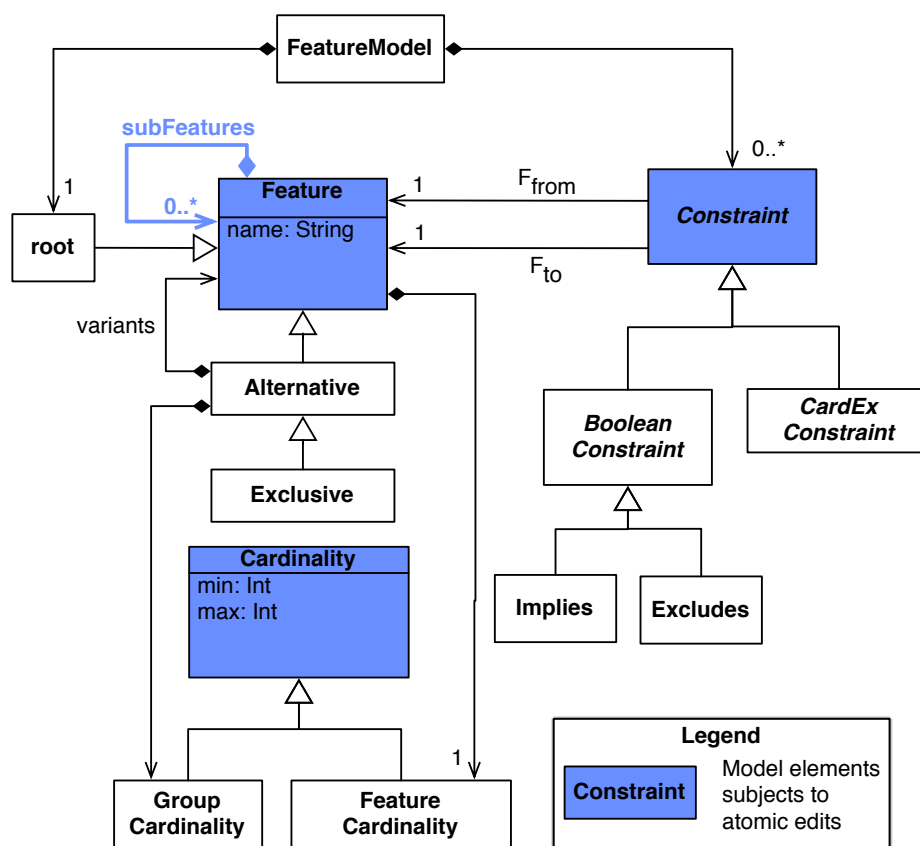 FeatureModel
subFeatures
0..*
1
Feature
name: String
1
F from
1
F to
0..*
Constraint
root
variants
Alternative
Exclusive
Boolean
Constraint
CardEx
Constraint
Cardinality
min: Int
max: Int
Implies
Excludes
1
Group
Cardinality
Feature
Cardinality
Legend
Constraint
Model elements
subjects to
atomic edits